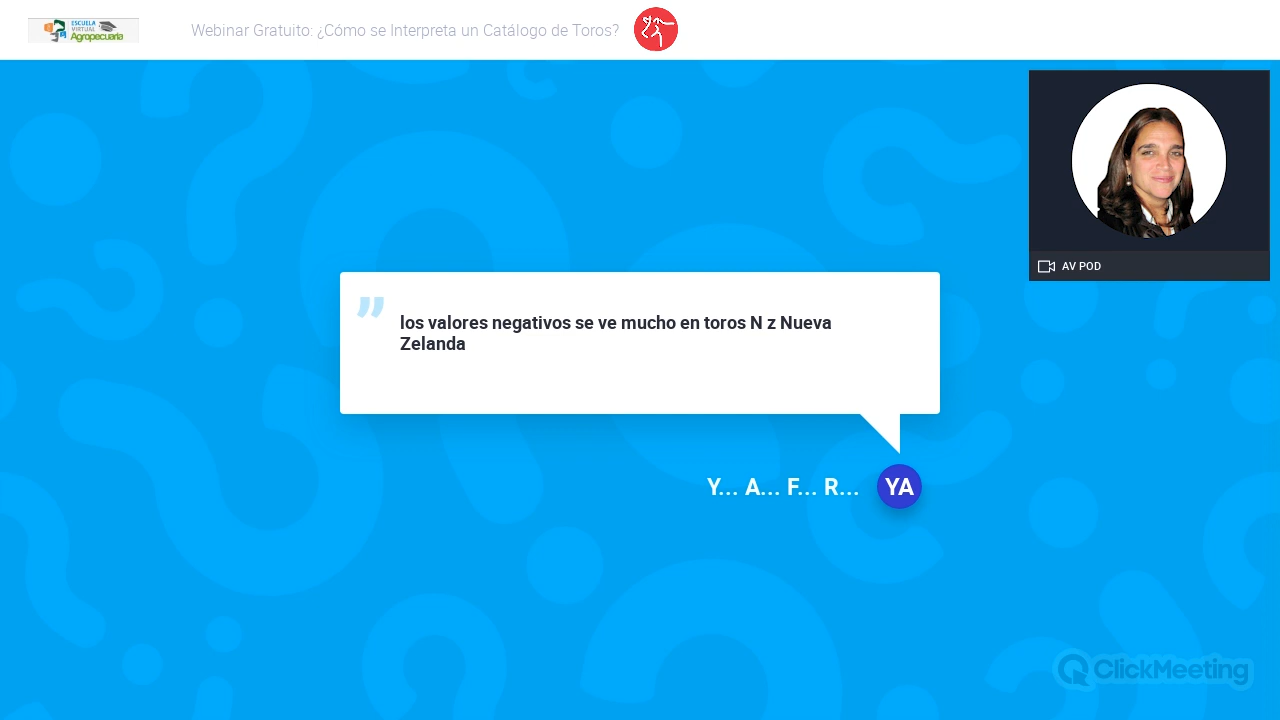 ESCUELA
VIRTUAL
Agropecuaria
Webinar Gratuito: ¿Cómo se Interpreta un Catálogo de Toros?
AV POD
los valores negativos se ve mucho en toros N z Nueva
Zelanda
Y... A... F... R...
YA
ClickMeeting